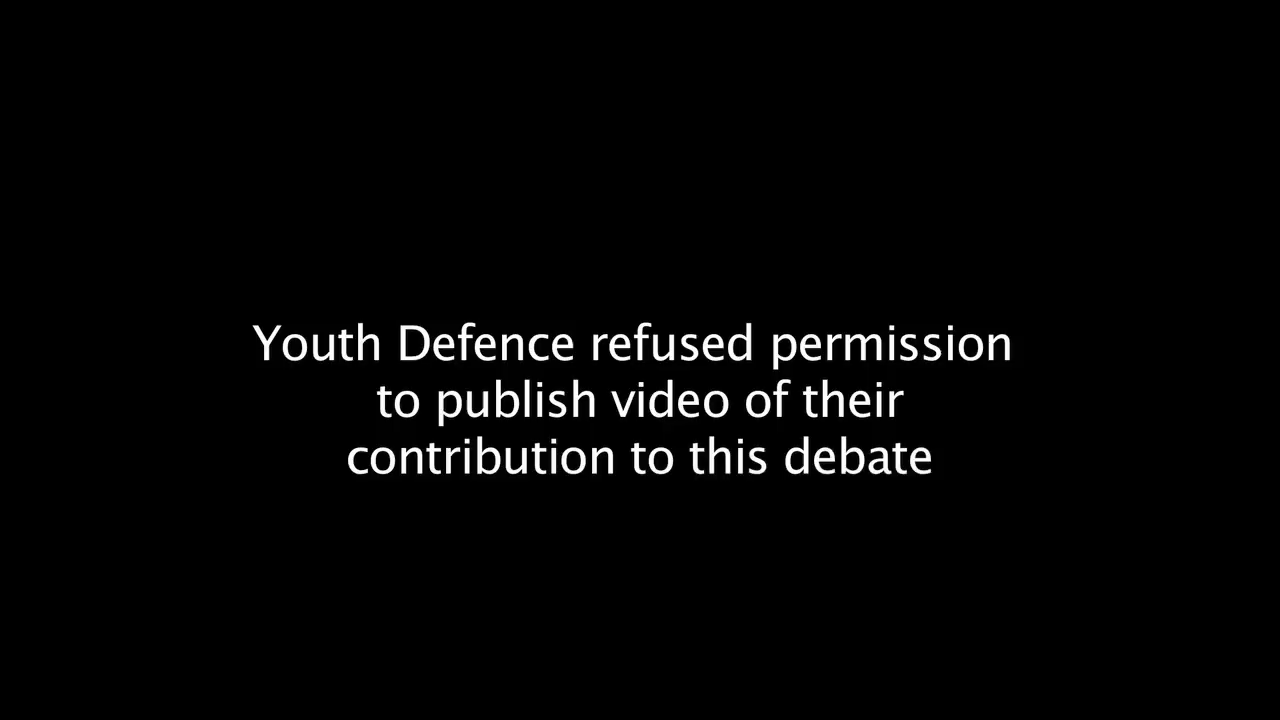 Youth Defence refused permission
to publish video of their
contribution to this debate